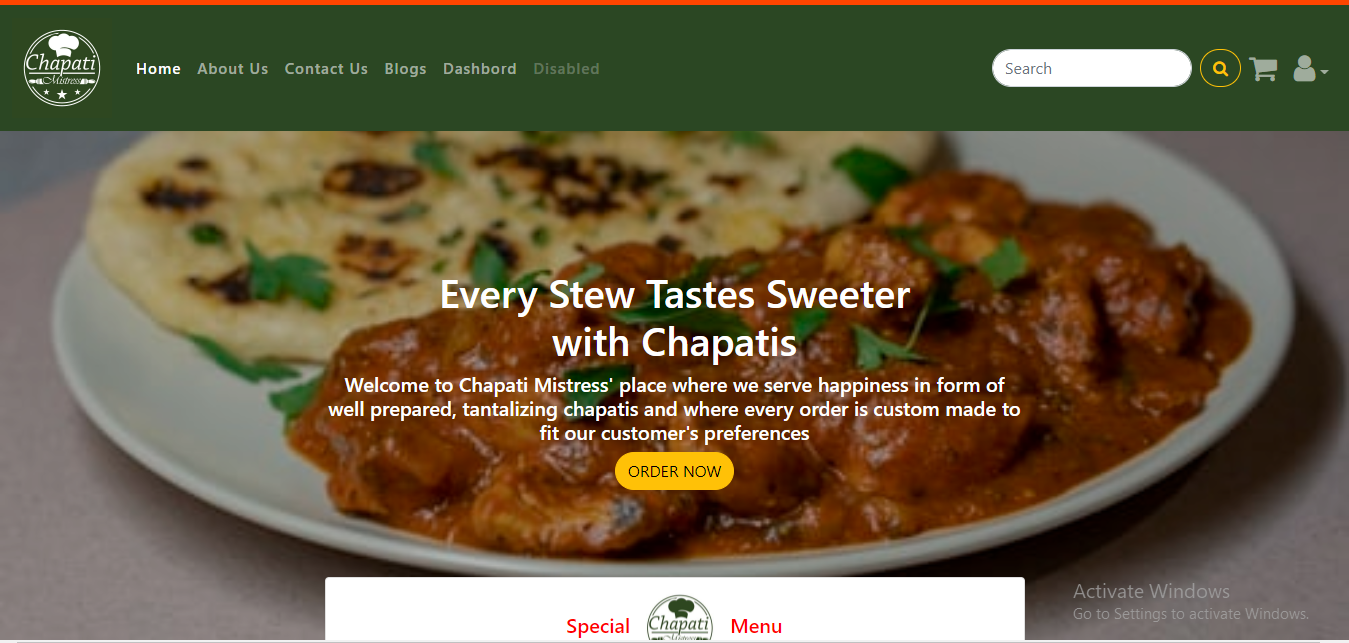 Chapati
Mistress
Home About Us Contact Us Blogs Dashbord Disabled
Search
Every Stew Tastes Sweeter
with Chapatis
Welcome to Chapati Mistress' place where we serve happiness in form of
well prepared, tantalizing chapatis and where every order is custom made to
fit our customer's preferences
ORDER NOW
Activate Windows
Go to Settings to activate Windows.
Special
Chapati
Mistress
Menu